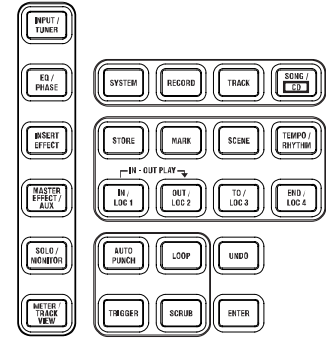 INPUT /
TUNER
EQ /
PHASE
SYSTEM
RECORD
TRACK
SONG /
CD
INSERT
EFFECT
STORE
MARK
SCENE
TEMPO /
RHYTHM
IN - OUT PLAY
MASTER
EFFECT /
AUX
IN /
LOC 1
OUT /
LOC 2
TO /
LOC 3
END /
LOC 4
SOLO /
MONITOR
AUTO
PUNCH
LOOP
UNDO
METER /
TRACK
VIEW
TRIGGER
SCRUB
ENTER